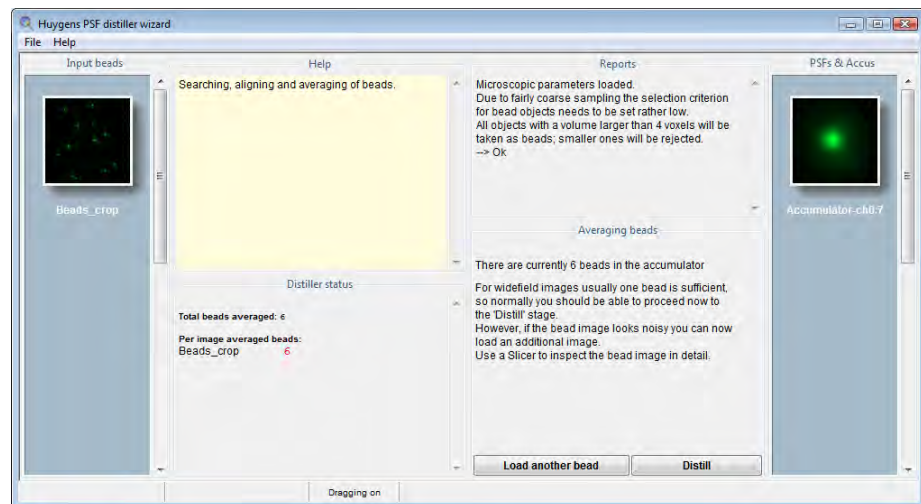 Huygens PSF distiller wizard
File Help
Input beads
Beads_crop
Help
Searching, aligning and averaging of beads.
Distiller status
Total beads averaged: 6
Per image averaged beads:
Beads_crop 6
Reports
Microscopic parameters loaded.
Due to fairly coarse sampling the selection criterion
for bead objects needs to be set rather low.
All objects with a volume larger than 4 voxels will be
taken as beads; smaller ones will be rejected.
--> Ok
Averaging beads
There are currently 6 beads in the accumulator
For widefield images usually one bead is sufficient,
so normally you should be able to proceed now to
the 'Distill' stage.
However, if the bead image looks noisy you can now
load an additional image.
Use a Slicer to inspect the bead image in detail.
Load another bead Distill
PSFs & Accus
Accumulator-ch0:7
Dragging on